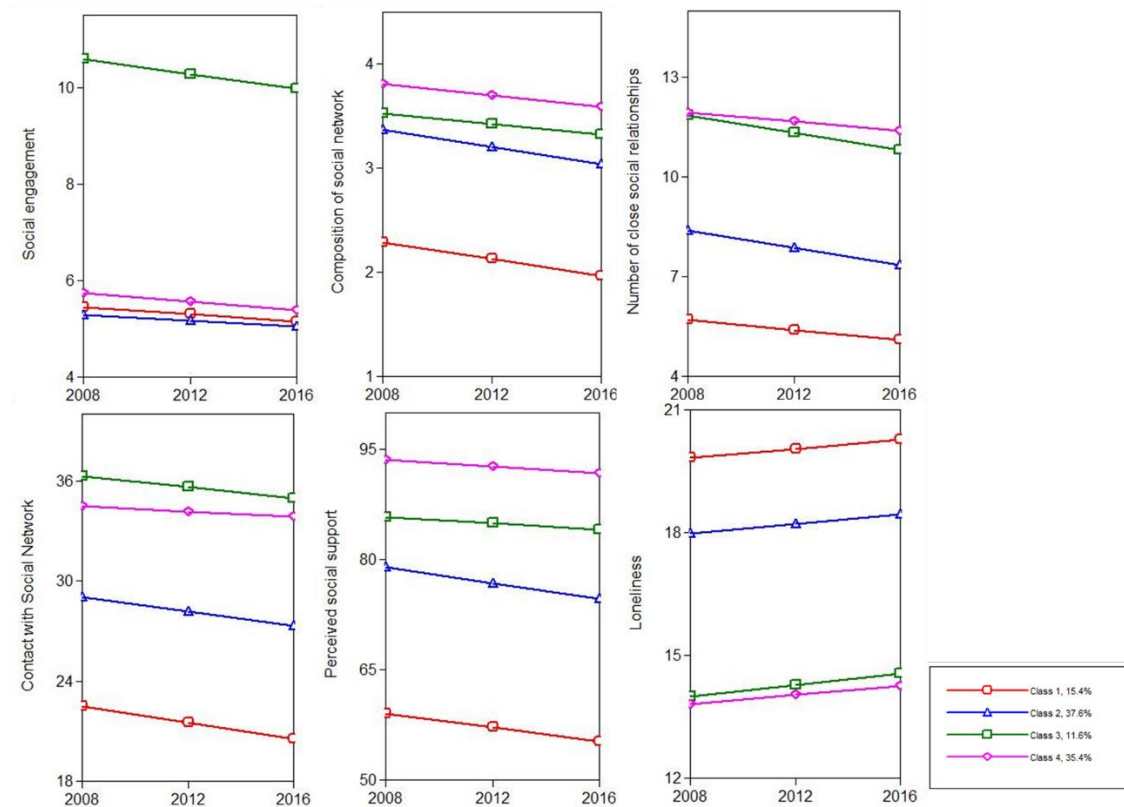 Social engagement
10
8
6
4
2008 2012 2016
Composition of social network
4
3
2
1
2008 2012 2016
Number of close social relationships
13
10
7
4
2008 2012 2016
Contact with Social Network
36
30
24
18
2008 2012 2016
Perceived social support
95
80
65
50
2008 2012 2016
Loneliness
21
18
15
12
2008 2012 2016
Class 1, 15.4%
Class 2, 37.6%
Class 3, 11.6%
Class 4, 35.4%